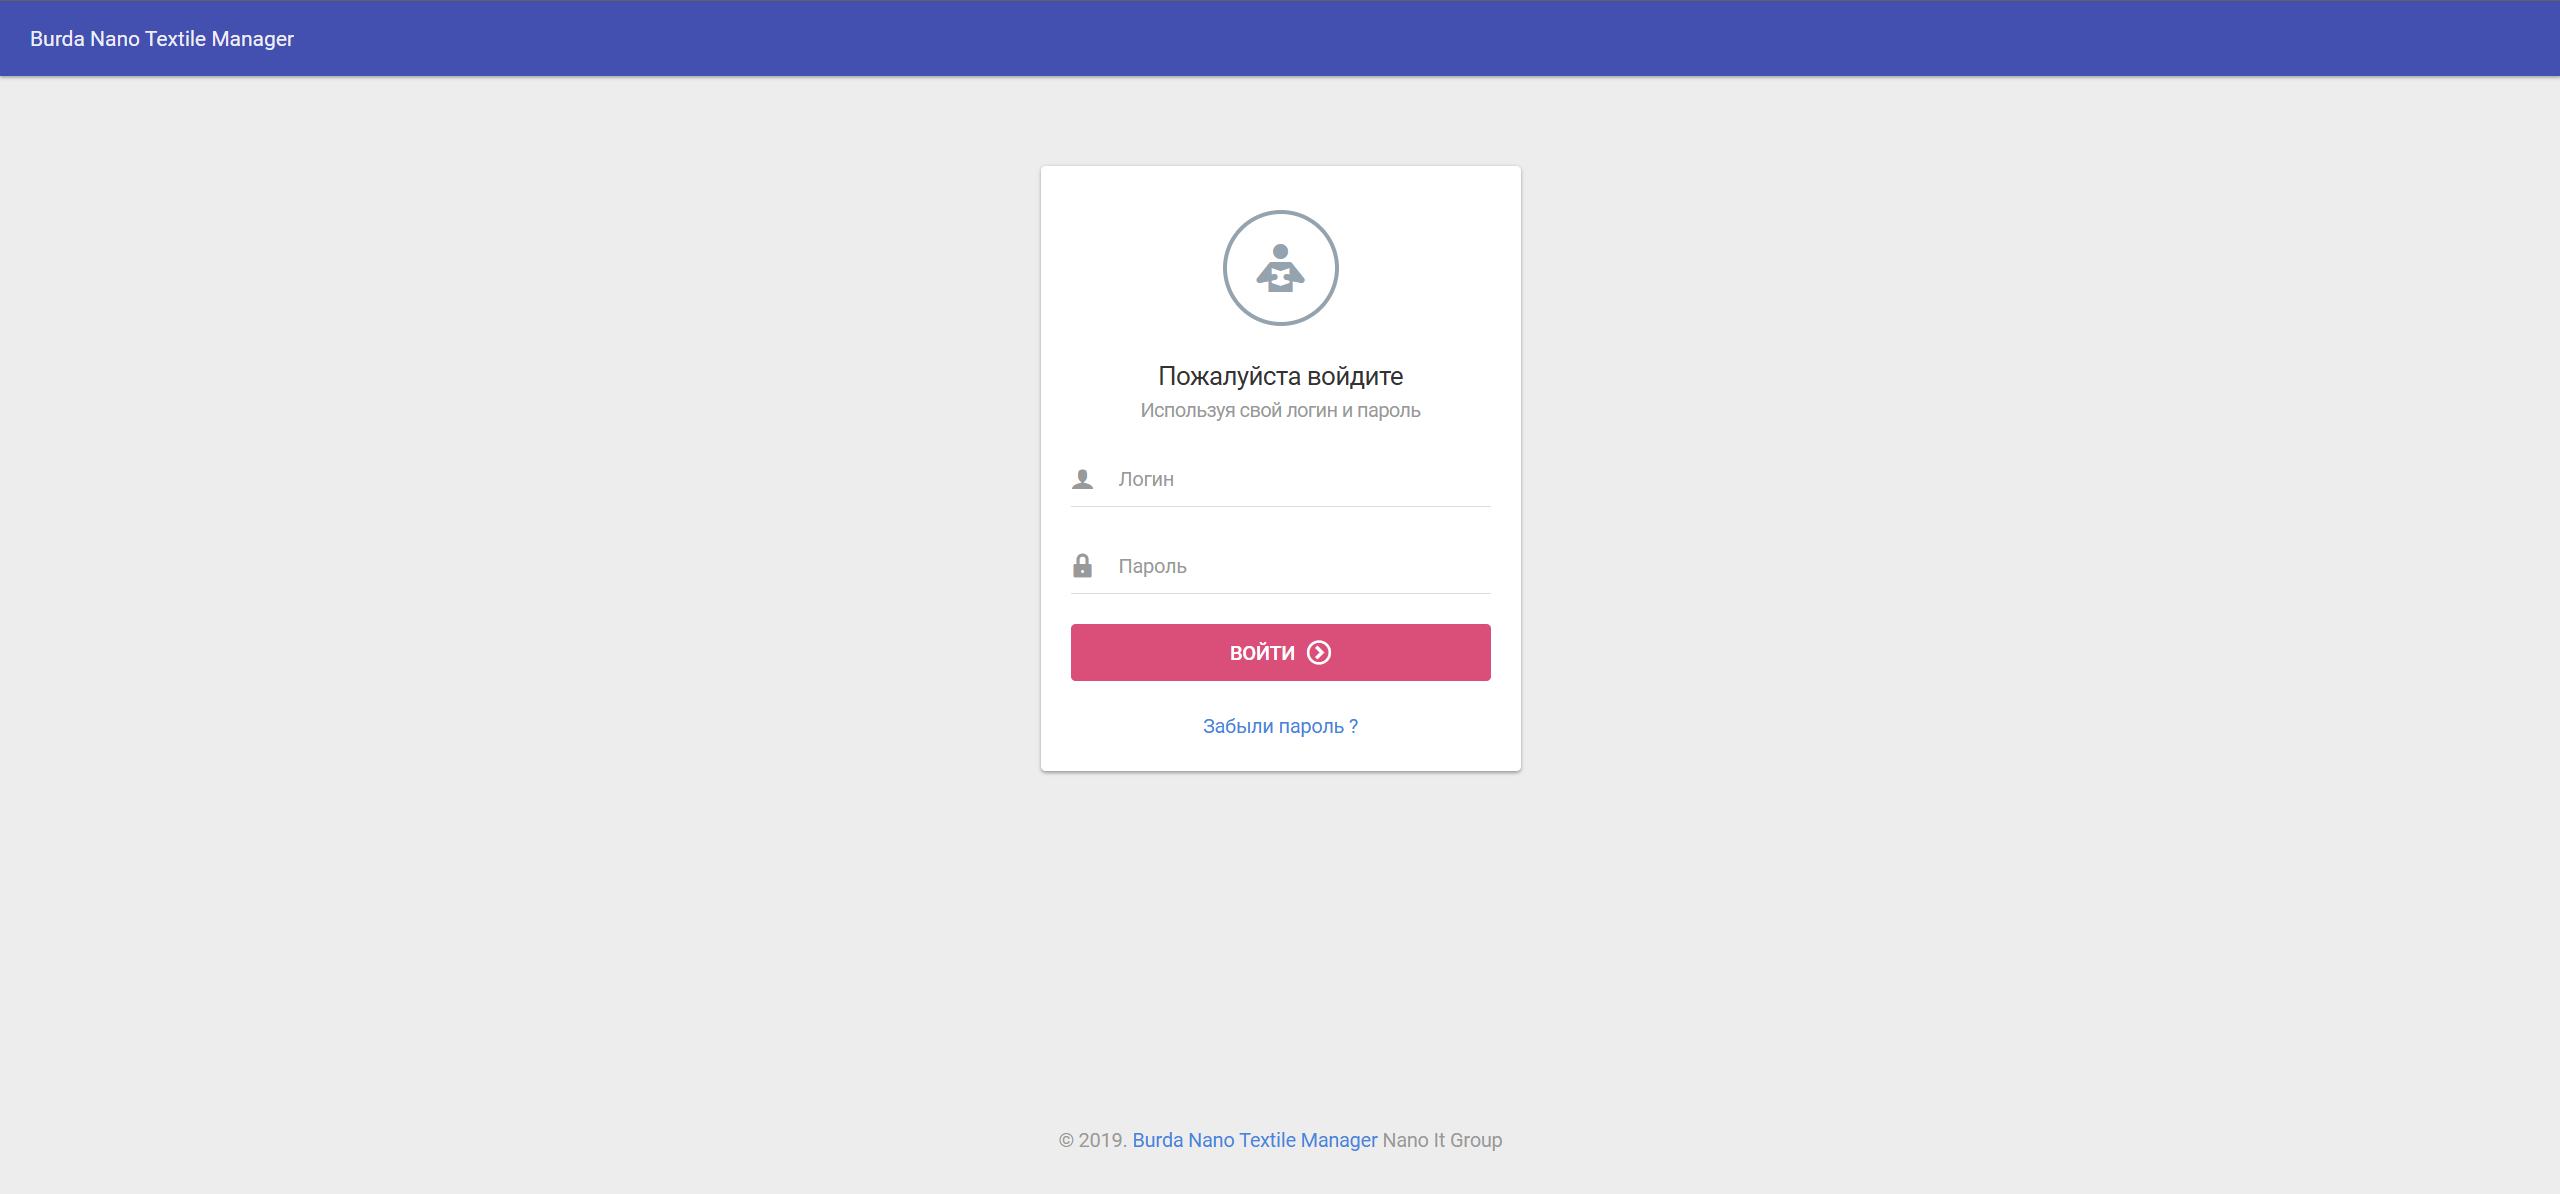 Burda Nano Textile Manager
Пожалуйста войдите
Используя свой логин и пароль
Логин
Пароль
ВОЙТИ
Забыли пароль ?
© 2019. Burda Nano Textile Manager Nano It Group